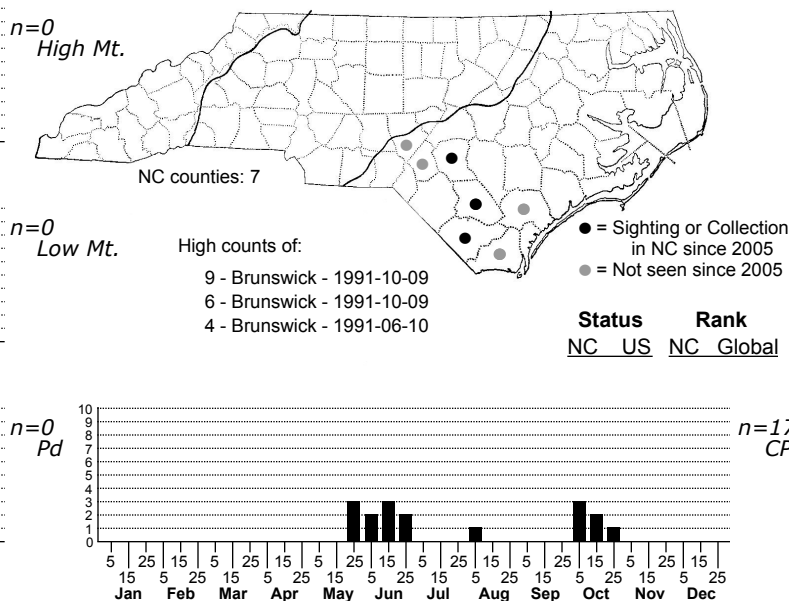 n=0
High Mt.
NC counties: 7
n=0
Low Mt.
High counts of:
9 - Brunswick - 1991-10-09
6 - Brunswick - 1991-10-09
4 - Brunswick - 1991-06-10
= Sighting or Collection
in NC since 2005
= Not seen since 2005
Status Rank
NC US NC Global
n=0
Pd
n=17
CP
10
9
8
7
6
5
4
3
2
1
0
5 25 15 5 25 15 5 25 15 5 25 15 5 25 15 5 25 15
15 5 25 15 5 25 15 5 25 15 5 25 15 5 25 15 5 25
Jan Feb Mar Apr May Jun Jul Aug Sep Oct Nov Dec